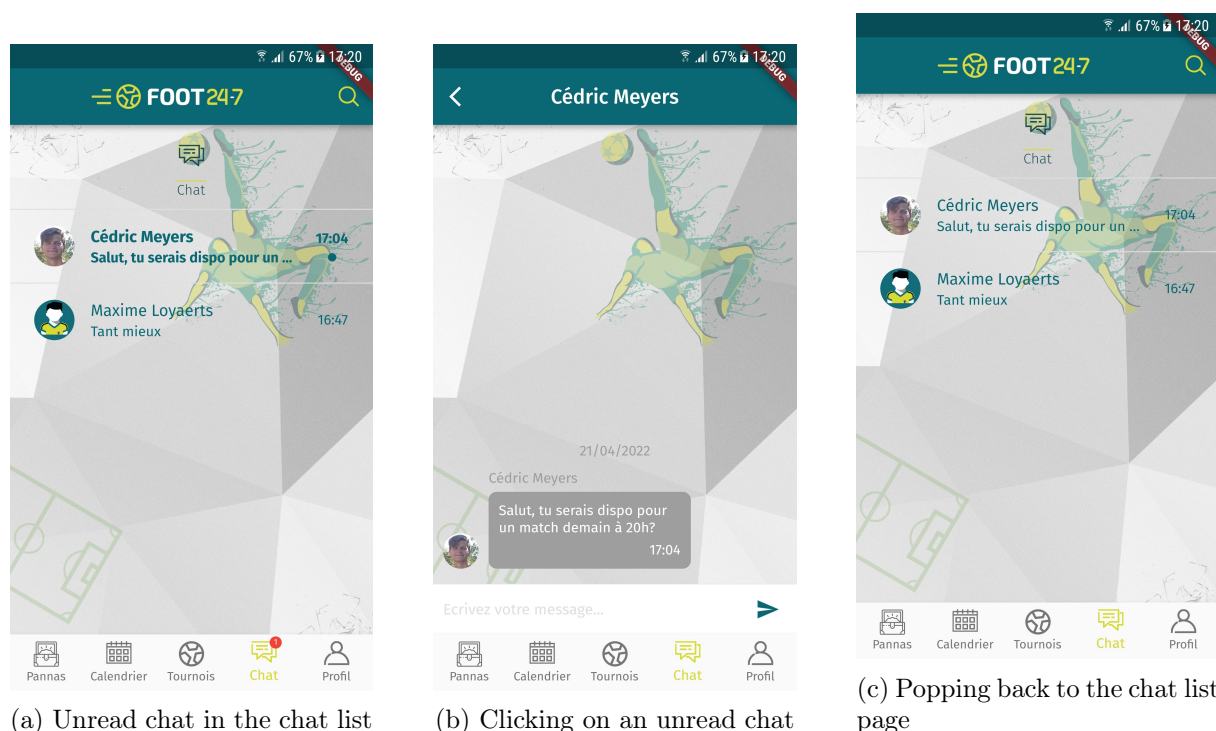 67% 17:20
DEBUG
FOOT24-7
Chat
Cédric Meyers
17:04
Salut, tu serais dispo pour un ...
Maxime Loyaerts
16:47
Tant mieux
1
Pannas Calendrier Tournois Chat Profil
(a) Unread chat in the chat list
67% 17:20
DEBUG
Cédric Meyers
21/04/2022
Cédric Meyers
Salut, tu serais dispo pour
un match demain à 20h?
17:04
Ecrivez votre message...
Pannas Calendrier Tournois Chat Profil
(b) Clicking on an unread chat
67% 17:20
DEBUG
FOOT24-7
Chat
Cédric Meyers
17:04
Salut, tu serais dispo pour un ...
Maxime Loyaerts
16:47
Tant mieux
Pannas Calendrier Tournois Chat Profil
(c) Popping back to the chat list
page